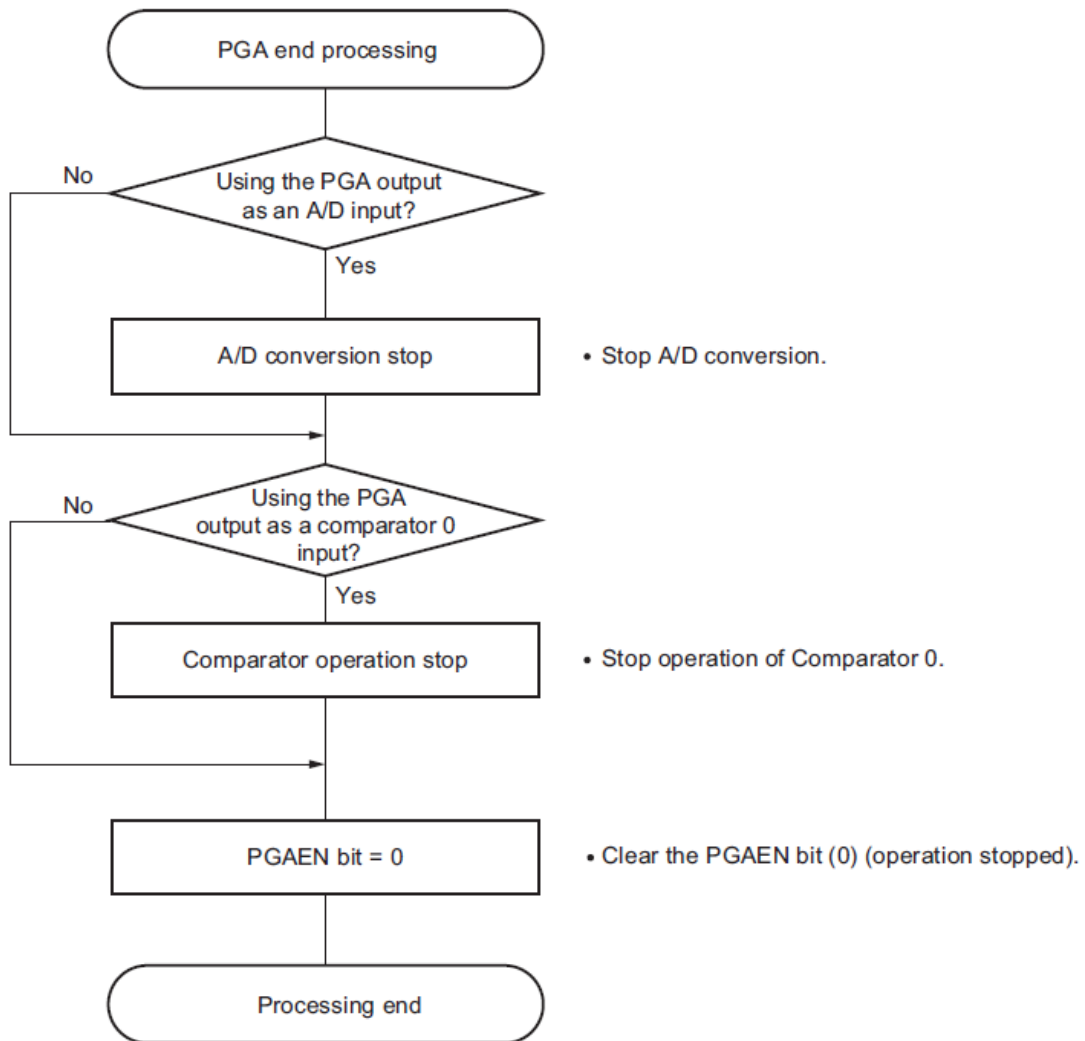 PGA end processing
No
Using the PGA output
as an A/D input?
Yes
A/D conversion stop
• Stop A/D conversion.
No
Using the PGA
output as a comparator 0
input?
Yes
Comparator operation stop
• Stop operation of Comparator 0.
PGAEN bit = 0
• Clear the PGAEN bit (0) (operation stopped).
Processing end